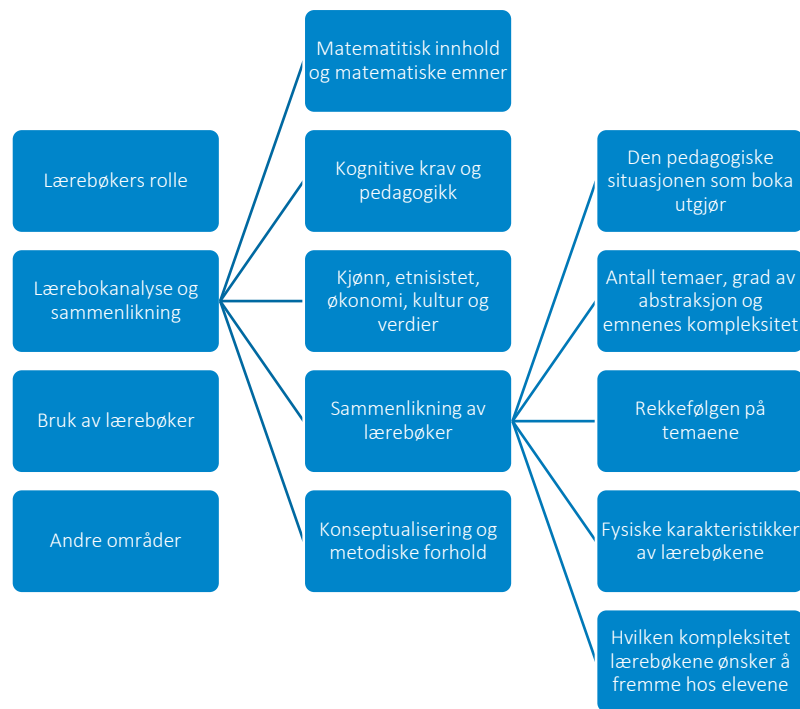 Lærebøkers rolle
Lærebokanalyse og
sammenlikning
Bruk av lærebøker
Andre områder
Matematitisk innhold
og matematiske emner
Kognitive krav og
pedagogikk
Kjønn, etnisistet,
økonomi, kultur og
verdier
Sammenlikning av
lærebøker
Konseptualisering og
metodiske forhold
Den pedagogiske
situasjonen som boka
utgjør
Antall temaer, grad av
abstraksjon og
emnenes kompleksitet
Rekkefølgen på
temaene
Fysiske karakteristikker
av lærebøkene
Hvilken kompleksitet
lærebøkene ønsker å
fremme hos elevene